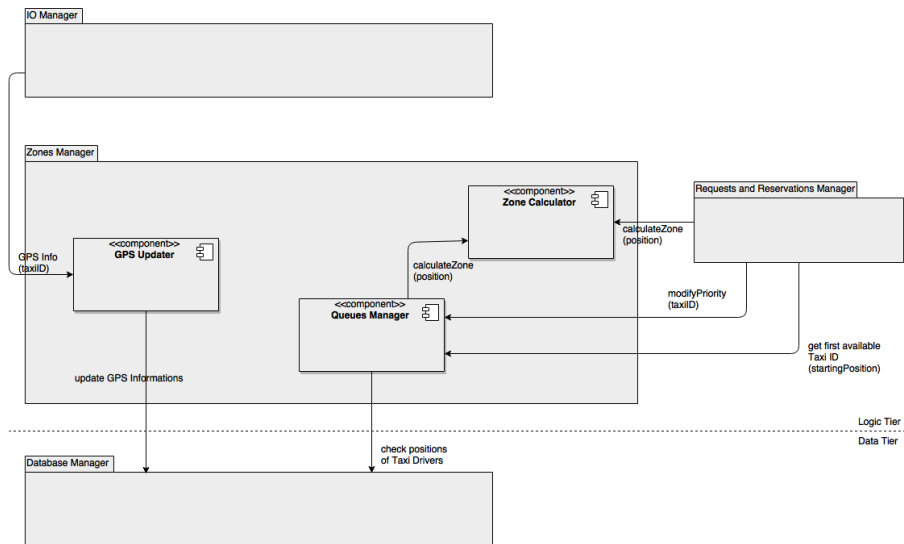 IO Manager
Zones Manager
<<component>>
Zone Calculator
Requests and Reservations Manager
calculateZone
(position)
<<component>>
GPS Updater
GPS Info
(taxiID)
calculateZone
(position)
<<component>>
Queues Manager
modifyPriority
(taxiID)
get first available
Taxi ID
(startingPosition)
update GPS Informations
Logic Tier
Data Tier
check positions
of Taxi Drivers
Database Manager